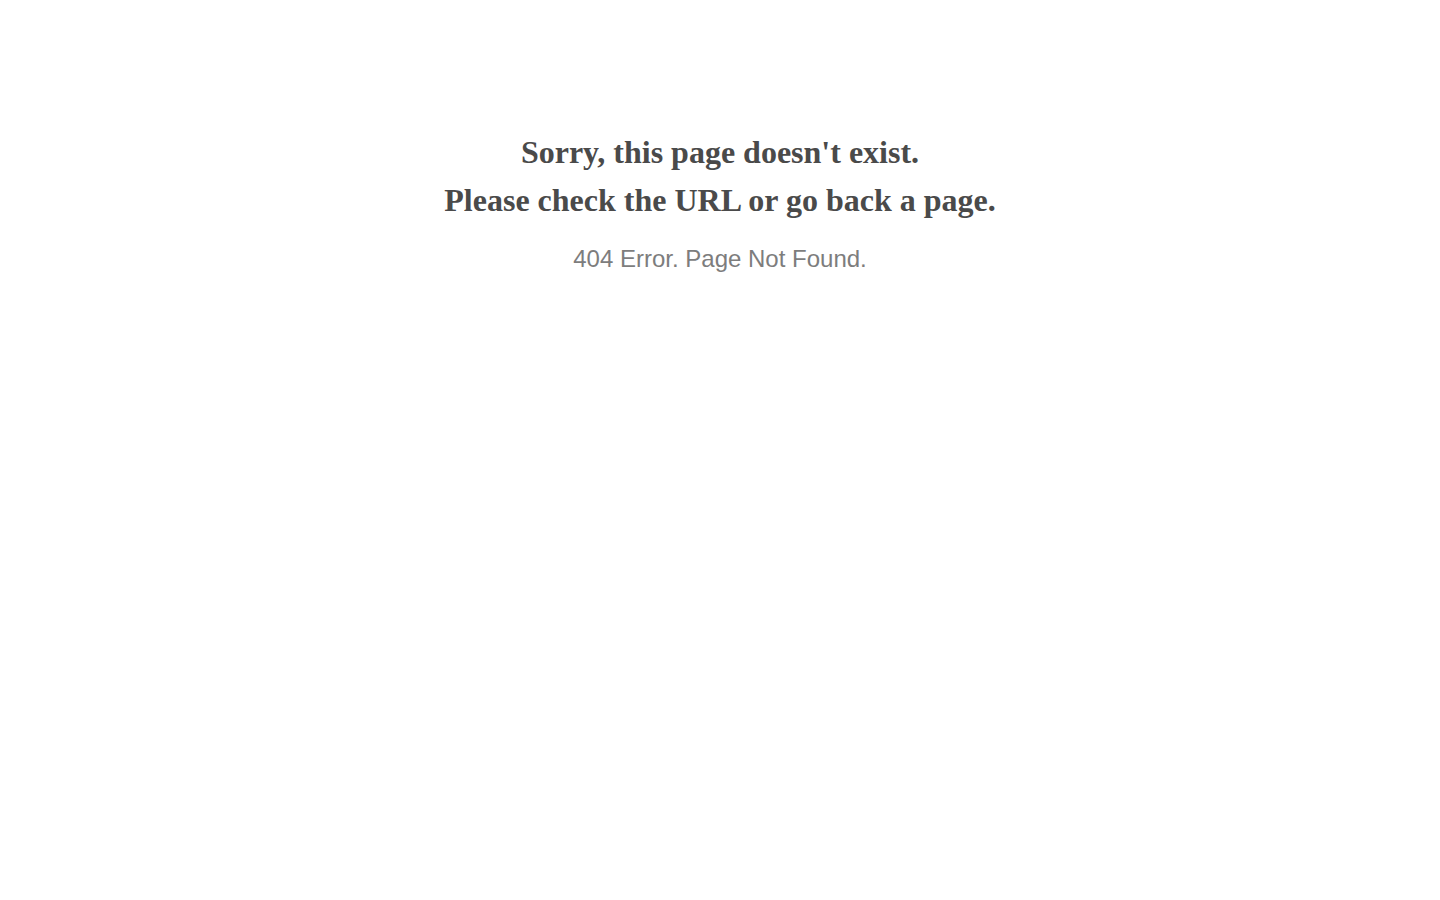 Sorry, this page doesn't exist.
Please check the URL or go back a page.
404 Error. Page Not Found.